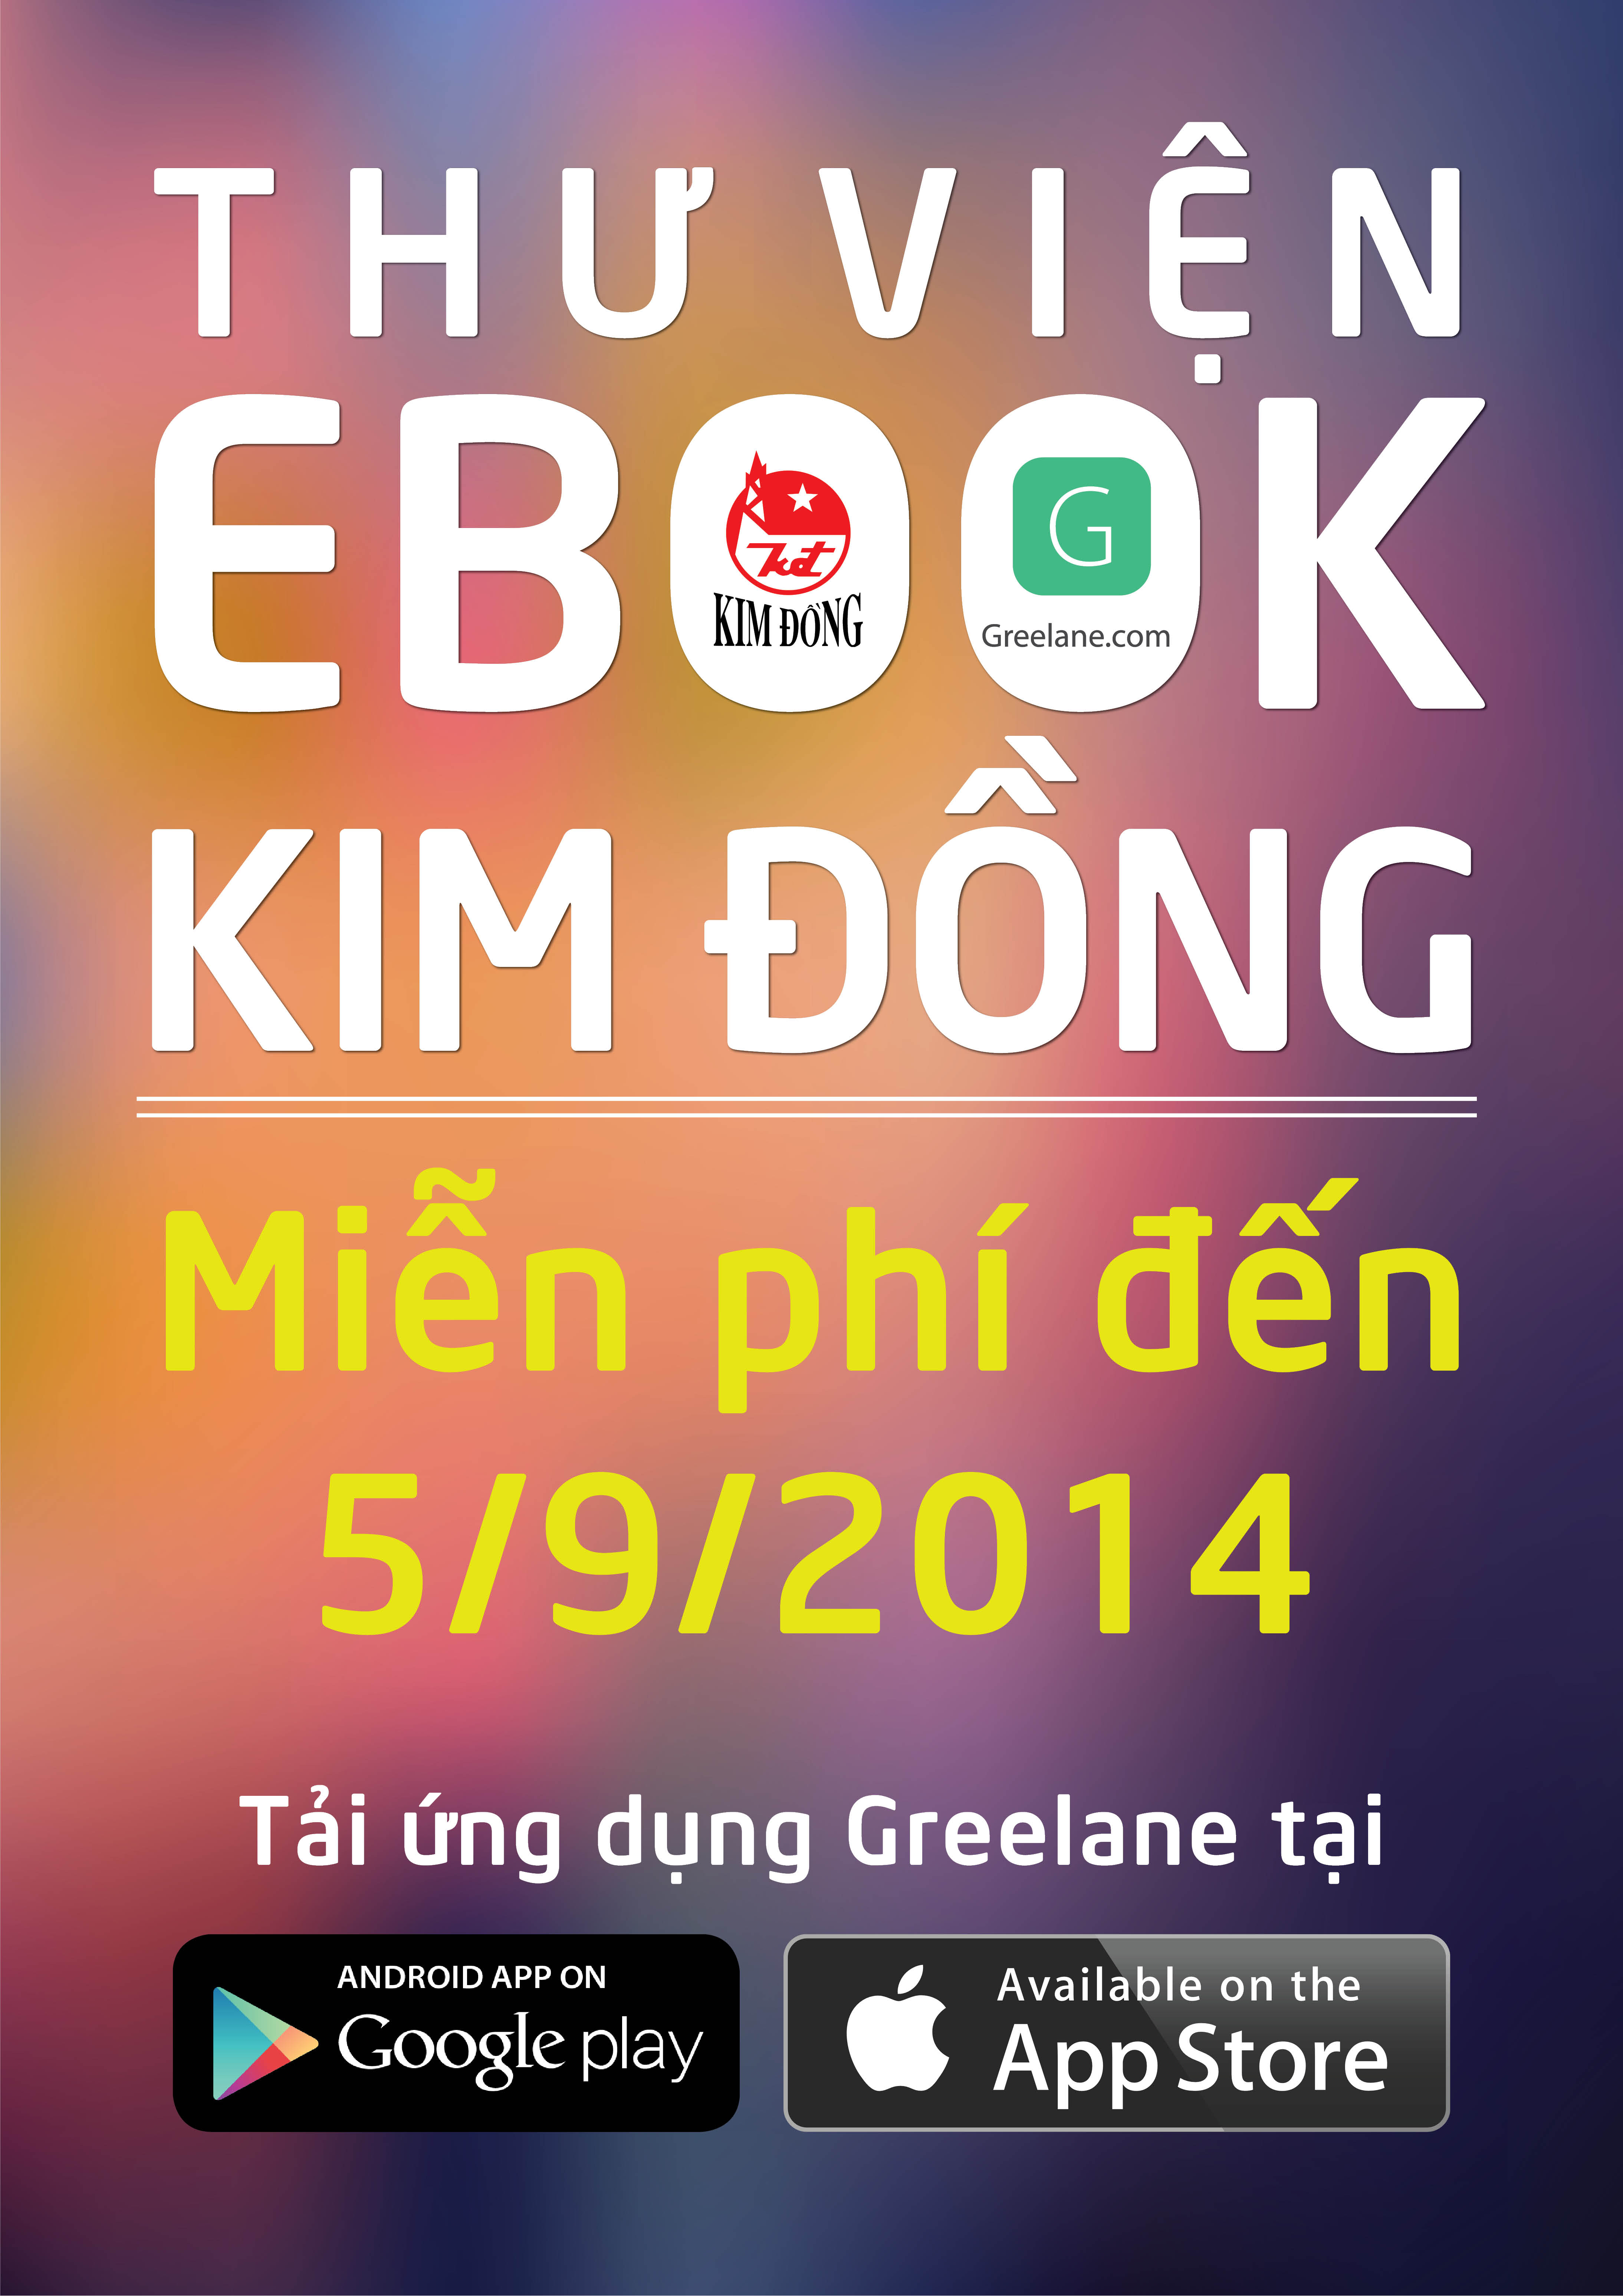 THƯ VIỆN
EBOOK
kđ
KIM ĐỒNG
G
Greelane.com
KIM ĐỒNG
Miễn phí đến
5/9/2014
Tải ứng dụng Greelane tại
ANDROID APP ON
Google play
Available on the
App Store